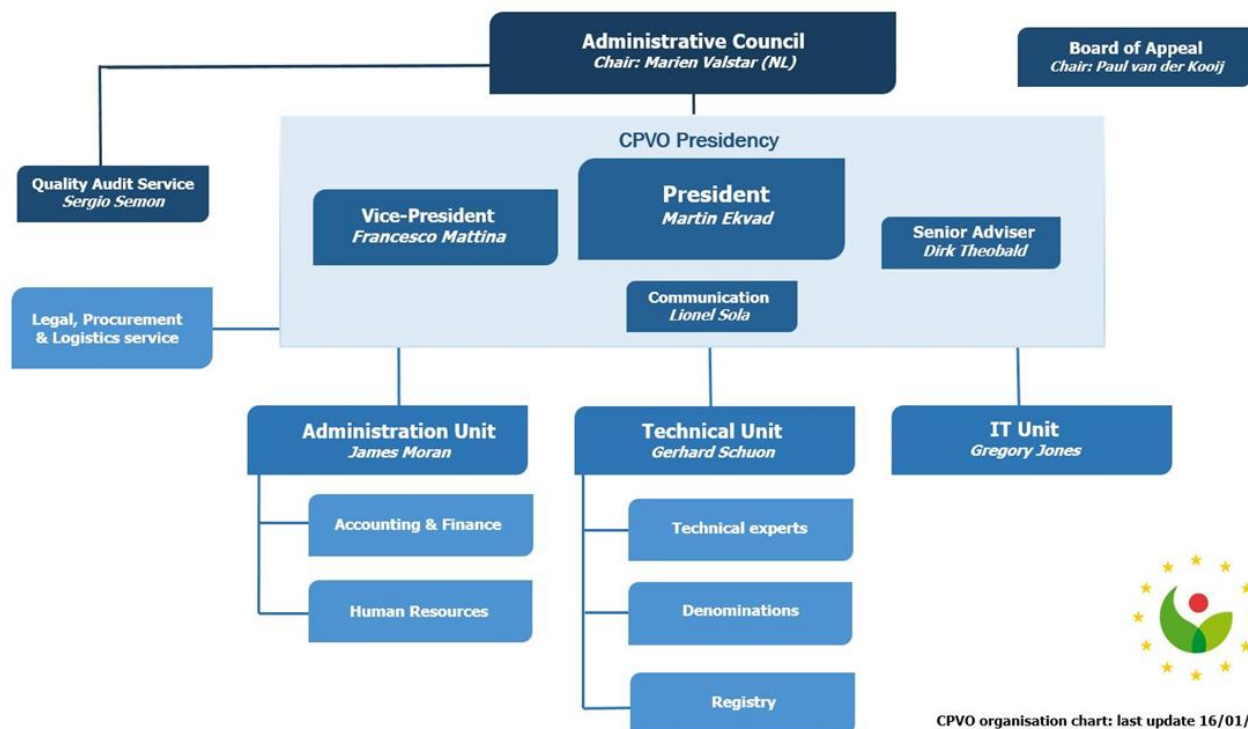 Administrative Council
Chair: Marien Valstar (NL)
Board of Appeal
Chair: Paul van der Kooij
CPVO Presidency
Quality Audit Service
Sergio Semon
Vice-President
Francesco Mattina
President
Martin Ekvad
Senior Adviser
Dirk Theobald
Communication
Lionel Sola
Legal, Procurement
& Logistics service
Administration Unit
James Moran
Technical Unit
Gerhard Schuon
IT Unit
Gregory Jones
Accounting & Finance
Human Resources
Technical experts
Denominations
Registry
CPVO organisation chart: last update 16/01/